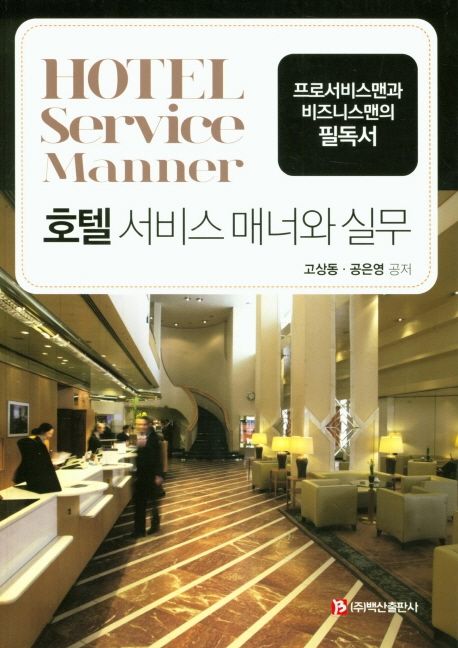 HOTEL
Service
Manner
프로서비스맨과
비즈니스맨의
필독서
호텔 서비스 매너와 실무
고상동 · 공은영 공저
(주)백산출판사